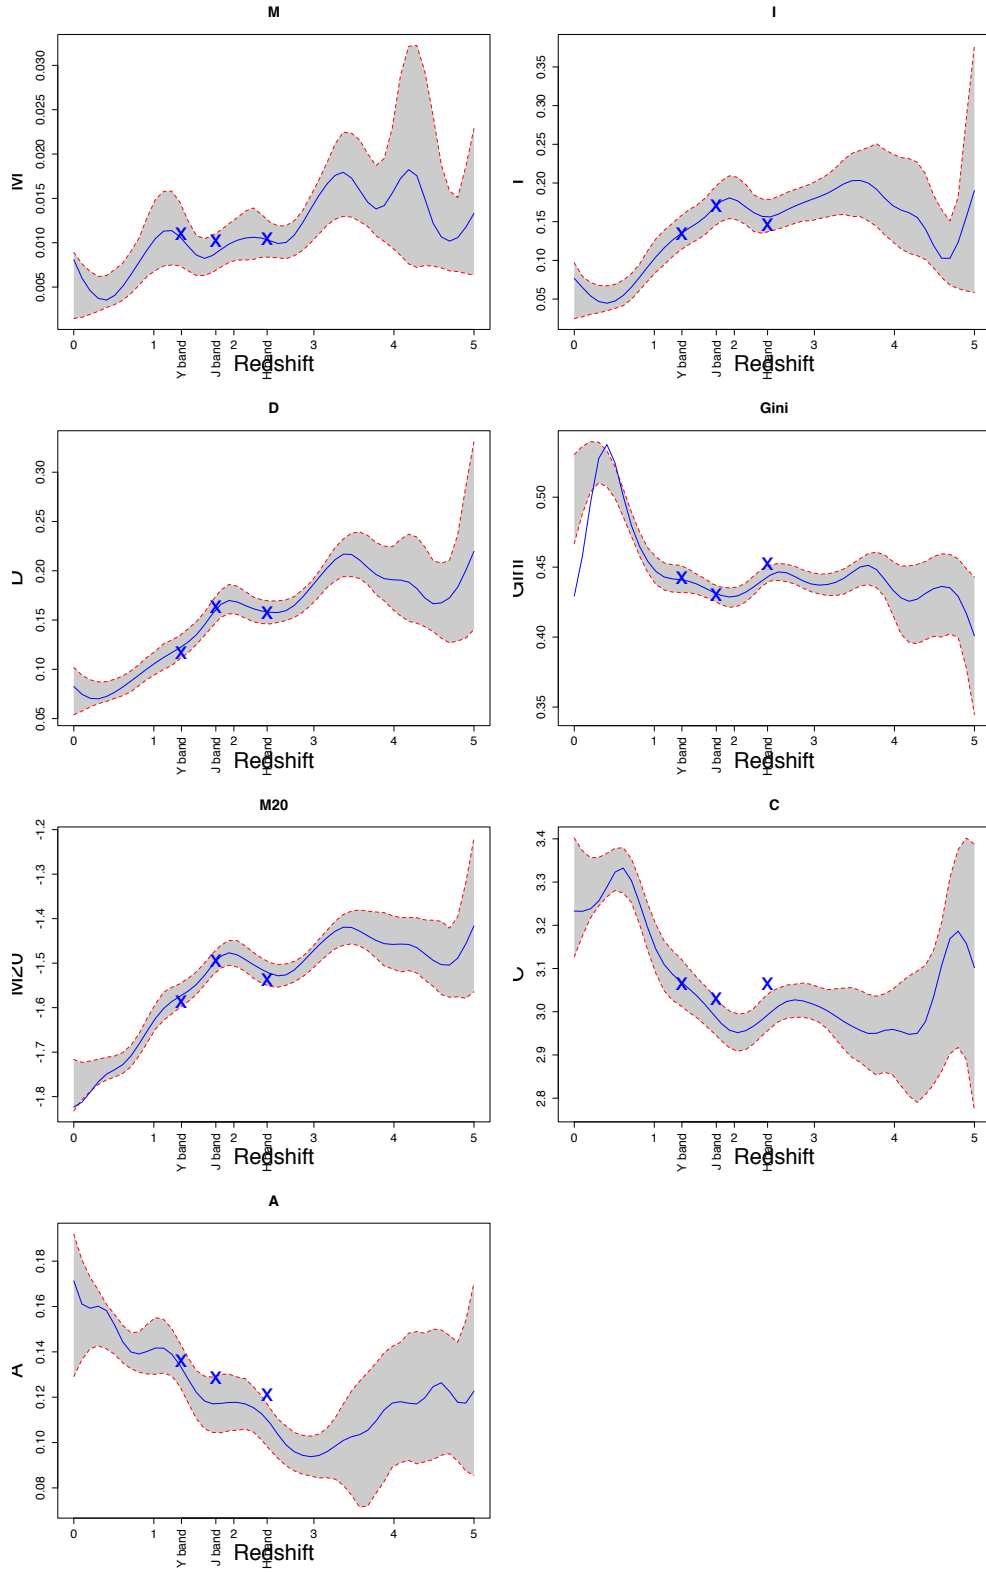 M
0.030
0.025
0.020
0.015
0.010
0.005
M
0 1 2 3 4 5
Y band
J band
H band
Redshift
I
0.35
0.30
0.25
0.20
0.15
0.10
0.05
I
0 1 2 3 4 5
Y band
J band
H band
Redshift
D
0.30
0.25
0.20
0.15
0.10
0.05
D
0 1 2 3 4 5
Y band
J band
H band
Redshift
Gini
0.50
0.45
0.40
0.35
Gini
0 1 2 3 4 5
Y band
J band
H band
Redshift
M20
-1.2
-1.3
-1.4
-1.5
-1.6
-1.7
-1.8
M20
0 1 2 3 4 5
Y band
J band
H band
Redshift
C
3.4
3.3
3.2
3.1
3.0
2.9
2.8
C
0 1 2 3 4 5
Y band
J band
H band
Redshift
A
0.18
0.16
0.14
0.12
0.10
0.08
A
0 1 2 3 4 5
Y band
J band
H band
Redshift